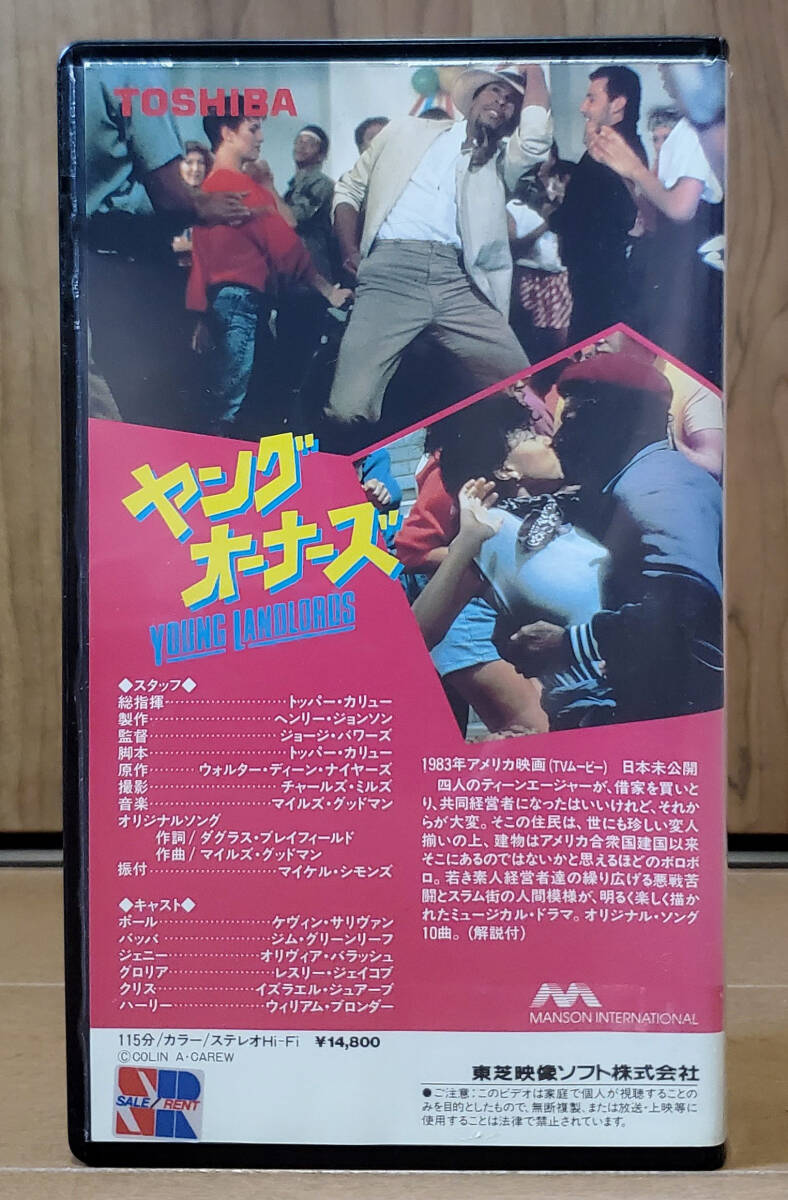 TOSHIBA
ヤング
オーナーズ
YOUNG LANDLORDS
◆スタッフ◆
総指揮…………………トッパー・カリュー
製作…………………ヘンリー・ジョンソン
監督…………………ジョージ・パワーズ
脚本…………………トッパー・カリュー
原作…………ウォルター・ディーン・ナイヤーズ
撮影…………………チャールズ・ミルズ
音楽…………………マイルズ・グッドマン
オリジナルソング
作詞/ダグラス・ブレイフィールド
作曲/マイルズ・グッドマン
振付…………………マイケル・シモンズ
◆キャスト◆
ポール…………………ケヴィン・サリヴァン
バッバ…………………ジム・グリーンリーフ
ジェニー………………オリヴィア・バラッシュ
グロリア………………レスリー・ジェイコブ
クリス…………………イズラエル・ジュアーブ
ハーリー………………ウィリアム・ブロンダー
1983年アメリカ映画(TVムービー) 日本未公開
四人のティーンエージャーが、借家を買いと
り、共同経営者になったはいいけれど、それか
らが大変。そこの住民は、世にも珍しい変人
揃いの上、建物はアメリカ合衆国建国以来
そこにあるのではないかと思えるほどのボロボ
ロ。若き素人経営者達の繰り広げる悪戦苦
闘とスラム街の人間模様が、明るく楽しく描か
れたミュージカル・ドラマ。オリジナル・ソング
10曲。(解説付)
MANSON INTERNATIONAL
115分/カラー/ステレオHi-Fi ¥14,800
©COLIN A・CAREW
SR
SALE/RENT
東芝映像ソフト株式会社
●ご注意:このビデオは家庭で個人が視聴することの
みを目的としたもので、無断複製、または放送・上映等に
使用することは法律で禁止されています。